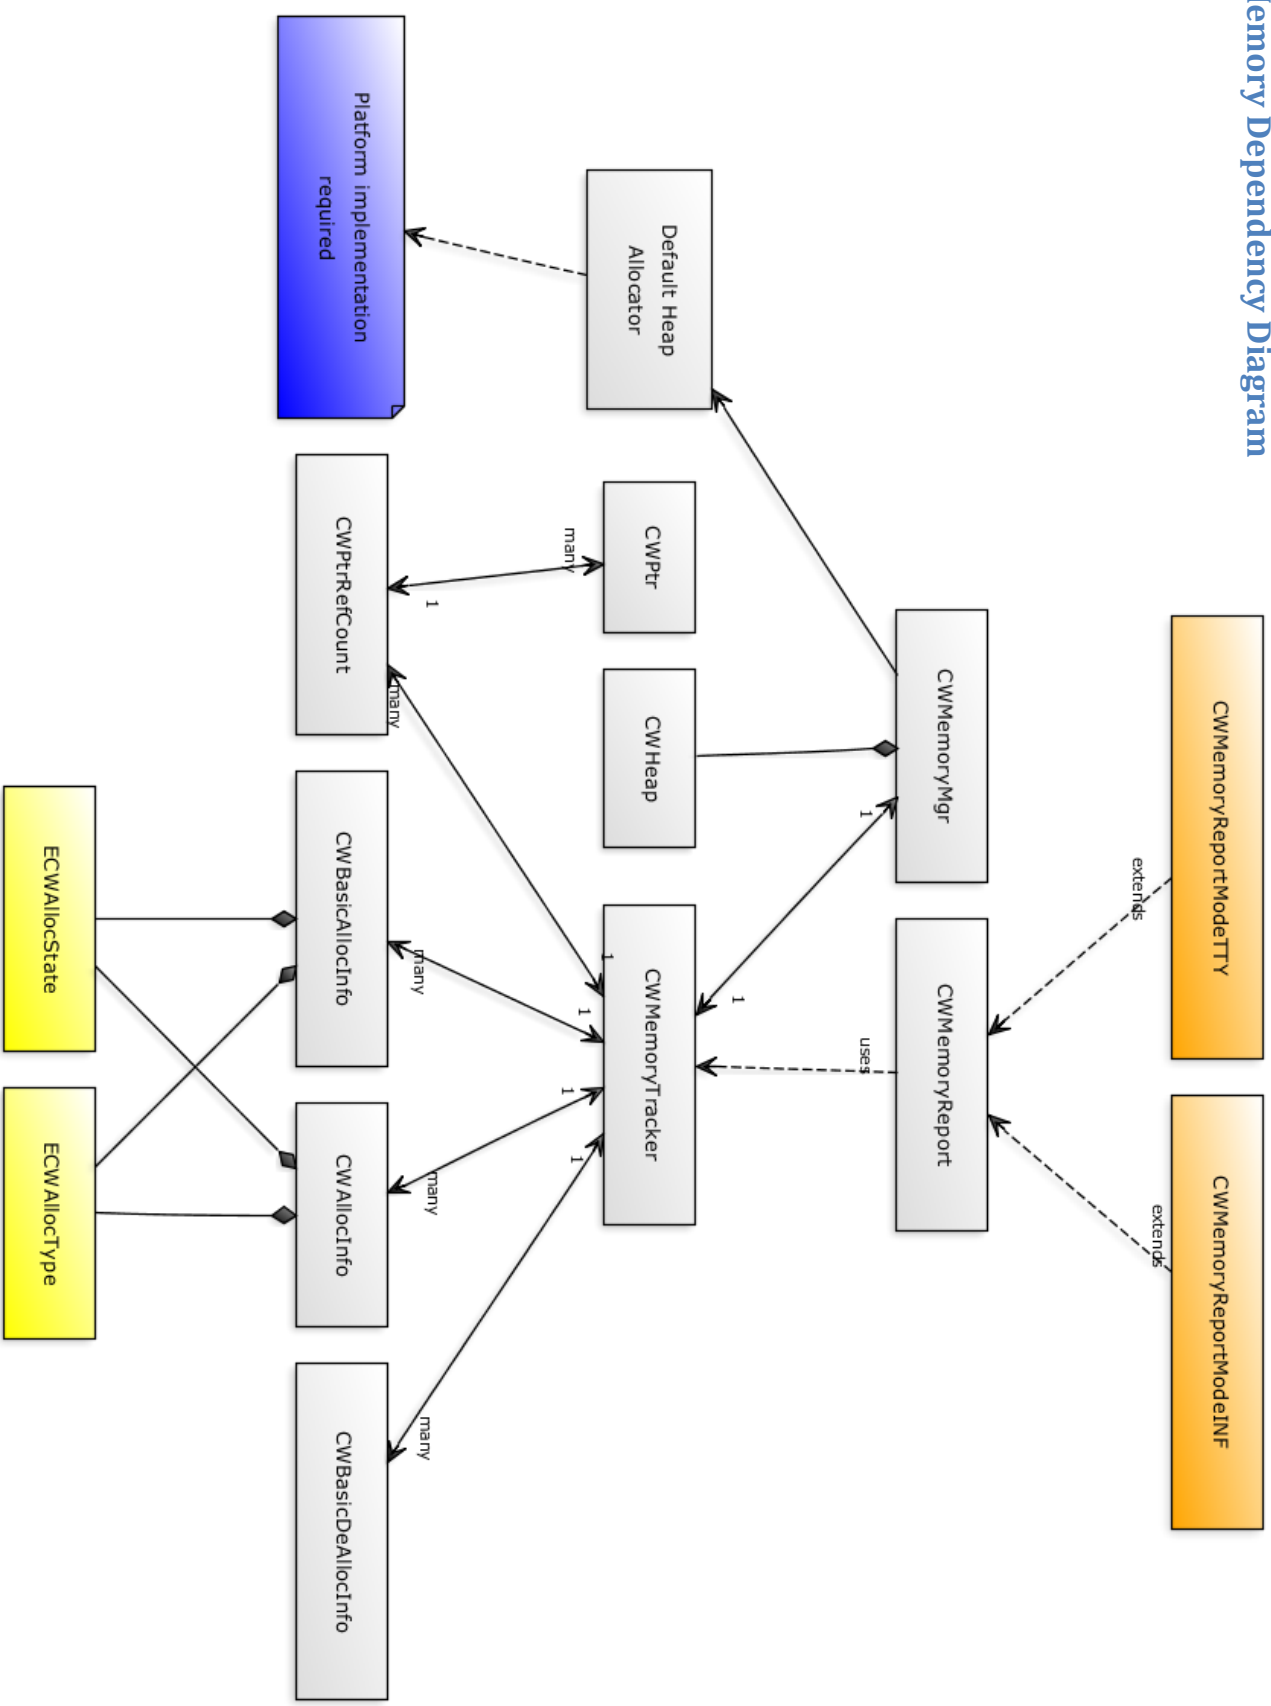 emory Dependency Diagram
CWMemoryReportModeTTY
CWMemoryReportModeINF
extends
extends
CWMemoryMgr
CWMemoryReport
1
uses
1
Default Heap
Allocator
CWPtr
CWHeap
CWMemoryTracker
many
1
1
1
1
1
many
many
many
many
Platform implementation
required
CWPtrRefCount
CWBasicAllocInfo
CWAllocInfo
CWBasicDeAllocInfo
ECWAllocState
ECWAllocType